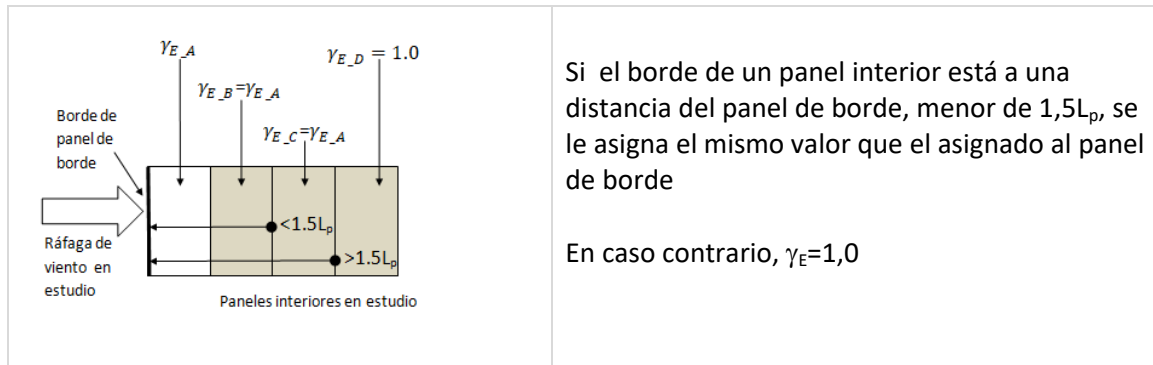 γE_A
γE_D = 1.0
γE_B=γE_A
γE_C=γE_A
Borde de
panel de
borde
<1.5Lp
>1.5Lp
Ráfaga de
viento en
estudio
Paneles interiores en estudio
Si el borde de un panel interior está a una
distancia del panel de borde, menor de 1,5Lp, se
le asigna el mismo valor que el asignado al panel
de borde
En caso contrario, γE=1,0